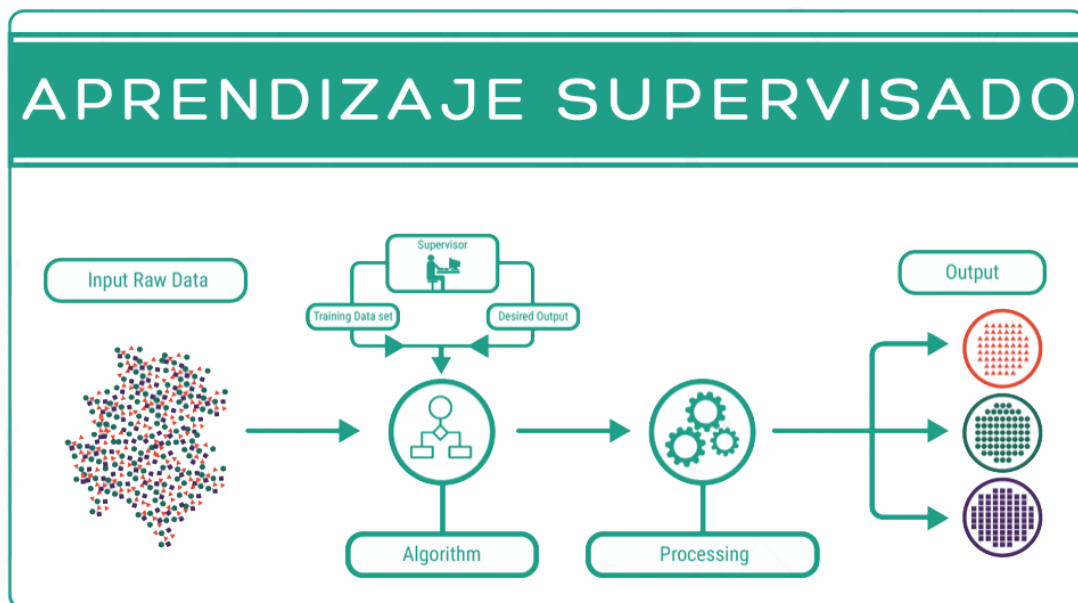 APRENDIZAJE SUPERVISADO
Supervisor
Input Raw Data
Output
Training Data set
Desired Output
Algorithm
Processing